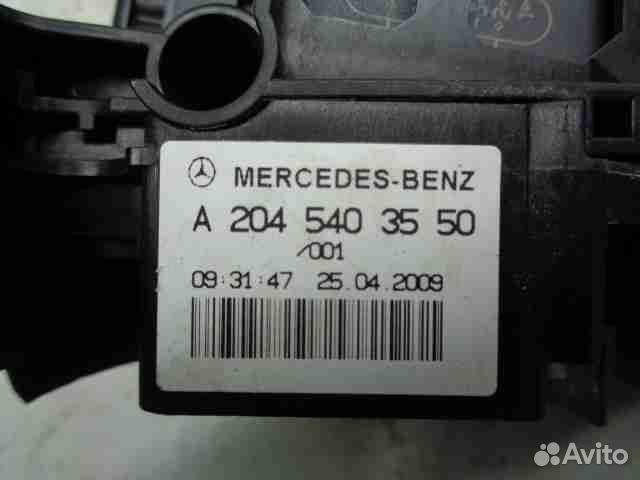 MERCEDES-BENZ
A 204 540 35 50
/001
09:31:47 25.04.2009
Avito